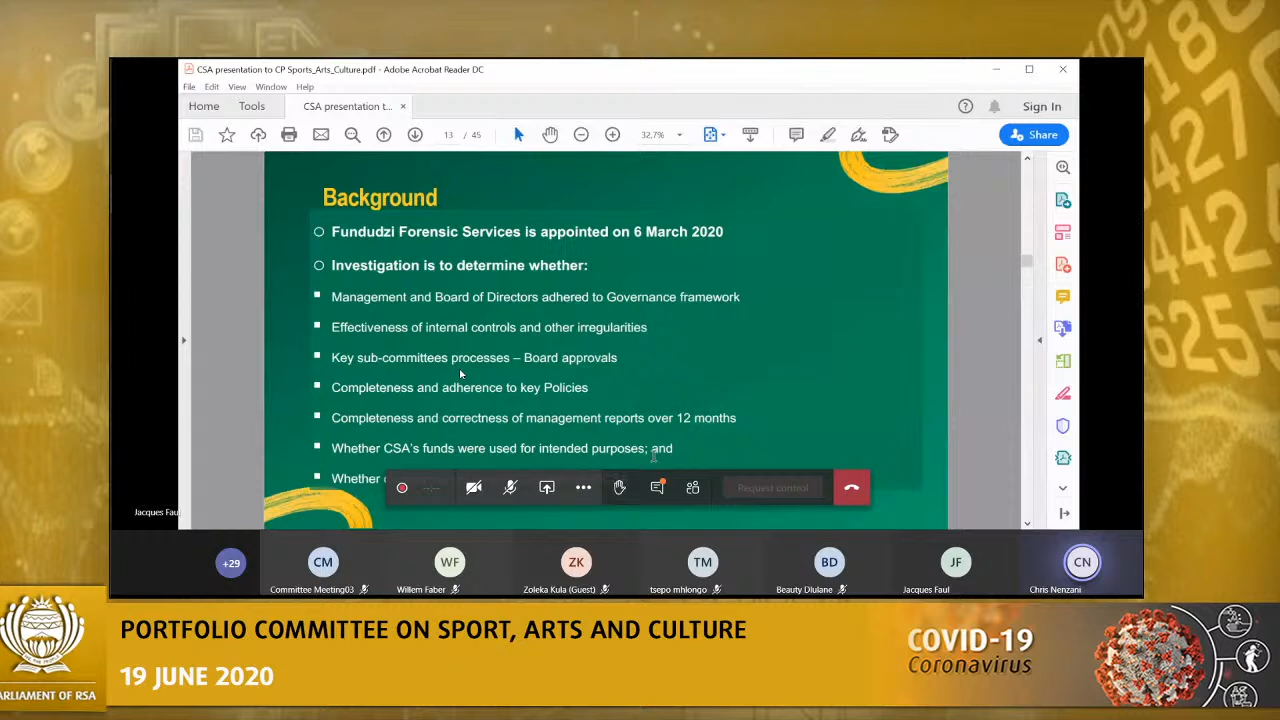 CSA presentation to CP Sports_Arts_Culture.pdf - Adobe Acrobat Reader DC
File Edit View Window Help
Home Tools CSA presentation t... × Sign In
13 / 45 32,7% Share
Background
Fundudzi Forensic Services is appointed on 6 March 2020
Investigation is to determine whether:
Management and Board of Directors adhered to Governance framework
Effectiveness of internal controls and other irregularities
Key sub-committees processes – Board approvals
Completeness and adherence to key Policies
Completeness and correctness of management reports over 12 months
Whether CSA's funds were used for intended purposes; and
Whether
Request control
Jacques Faul
+29 CM WF ZK TM BD JF CN
Committee Meeting03 Willem Faber Zoleka Kula (Guest) tsepo mhlongo Beauty Dlulane Jacques Faul Chris Nenzani
PORTFOLIO COMMITTEE ON SPORT, ARTS AND CULTURE
19 JUNE 2020
COVID-19
Coronavirus
ARLIAMENT OF RSA